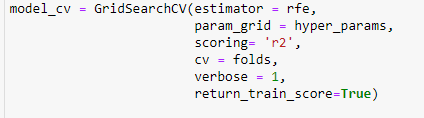 model_cv = GridSearchCV(estimator = rfe,
param_grid = hyper_params,
scoring= 'r2',
cv = folds,
verbose = 1,
return_train_score=True)